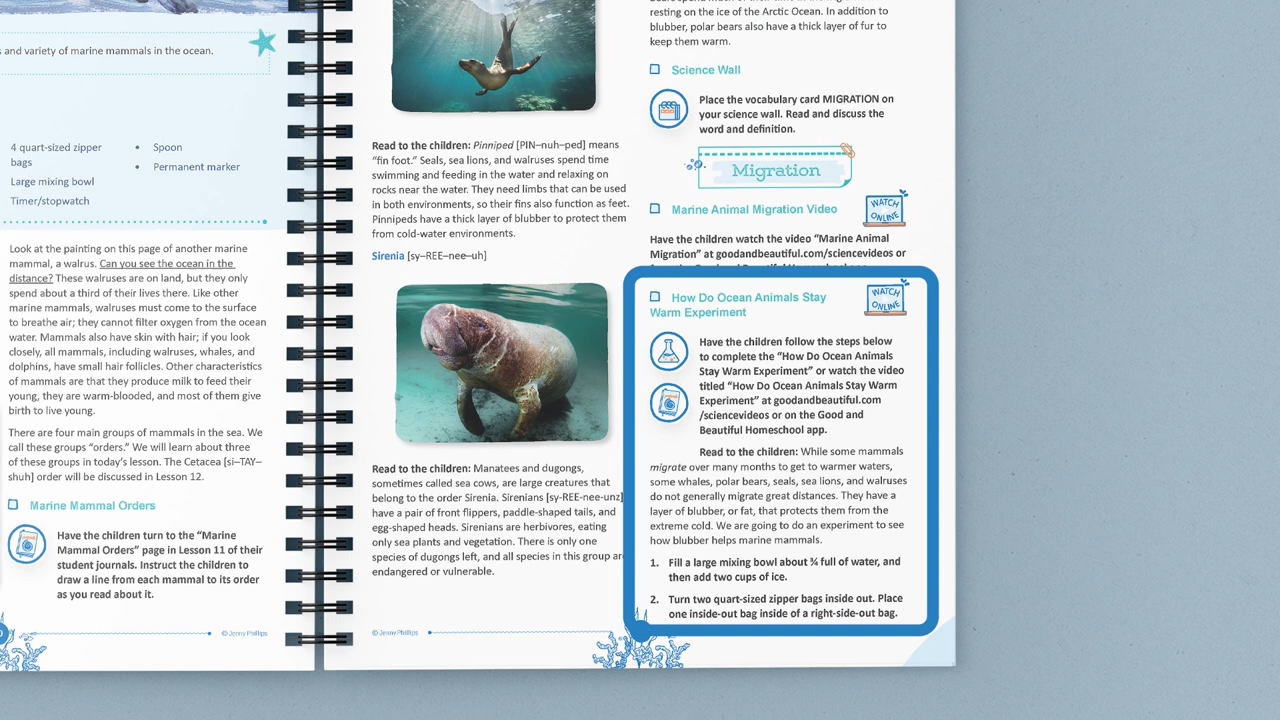 s and variety of marine mammals in the ocean.
4 quart-sized zipper
Large mixing bowl
• Spoon
Permanent marker
Look at the painting on this page of another marine
mammal, a walrus. Can you see the ocean in the
distance? These walruses are on land, but they only
spend about a third of their lives there. Like other
marine mammals, walruses must come to the surface
to breathe air; they cannot filter oxygen from the ocean
water. Mammals also have skin with hair; if you look
closely, all mammals, including walruses, whales, and
dolphins, have small hair follicles. Other characteristics
of mammals are that they produce milk to feed their
young, they are warm-blooded, and most of them give
birth to live young.
There are four main groups of mammals in the sea. We
call these groups “orders.” We will learn about three
of these groups in today’s lesson. The Cetacea [si–TAY–
will be discussed in Lesson 12.
Marine Mammal Orders
Have the children turn to the “Marine
Mammal Orders” page in Lesson 11 of their
student journals. Instruct the children to
draw a line from each mammal to its order
as you read about it.
© Jenny Phillips
Read to the children: Pinniped [PIN–nuh–ped] means
“fin foot.” Seals, sea lions, and walruses spend time
swimming and feeding in the water and relaxing on
rocks near the water. They need limbs that can be used
in both environments, so their fins also function as feet.
Pinnipeds have a thick layer of blubber to protect them
from cold-water environments.
Sirenia [sy–REE–nee–uh]
Read to the children: Manatees and dugongs,
sometimes called sea cows, are large creatures that
belong to the order Sirenia. Sirenians [sy-REE-nee-unz]
have a pair of front flippers, paddle-shaped tails, and
egg-shaped heads. Sirenians are herbivores, eating
only sea plants and vegetation. There is only one
species of dugongs left, and all species in this group are
endangered or vulnerable.
© Jenny Phillips
resting on the ice of the Arctic Ocean. In addition to
blubber, polar bears also have a thick layer of fur to
keep them warm.
Science Wall
Place the vocabulary card MIGRATION on
your science wall. Read and discuss the
word and definition.
Migration
Marine Animal Migration Video
WATCH
ONLINE
Have the children watch the video “Marine Animal
Migration” at goodandbeautiful.com/sciencevideos or
How Do Ocean Animals Stay
Warm Experiment
WATCH
ONLINE
Have the children follow the steps below
to complete the “How Do Ocean Animals
Stay Warm Experiment” or watch the video
titled “How Do Ocean Animals Stay Warm
Experiment” at goodandbeautiful.com
/sciencevideos or on the Good and
Beautiful Homeschool app.
Read to the children: While some mammals
migrate over many months to get to warmer waters,
some whales, polar bears, seals, sea lions, and walruses
do not generally migrate great distances. They have a
layer of blubber, or fat, that protects them from the
extreme cold. We are going to do an experiment to see
how blubber helps marine mammals.
1. Fill a large mixing bowl about ¾ full of water, and
then add two cups of ice.
2. Turn two quart-sized zipper bags inside out. Place
one inside-out bag inside of a right-side-out bag.